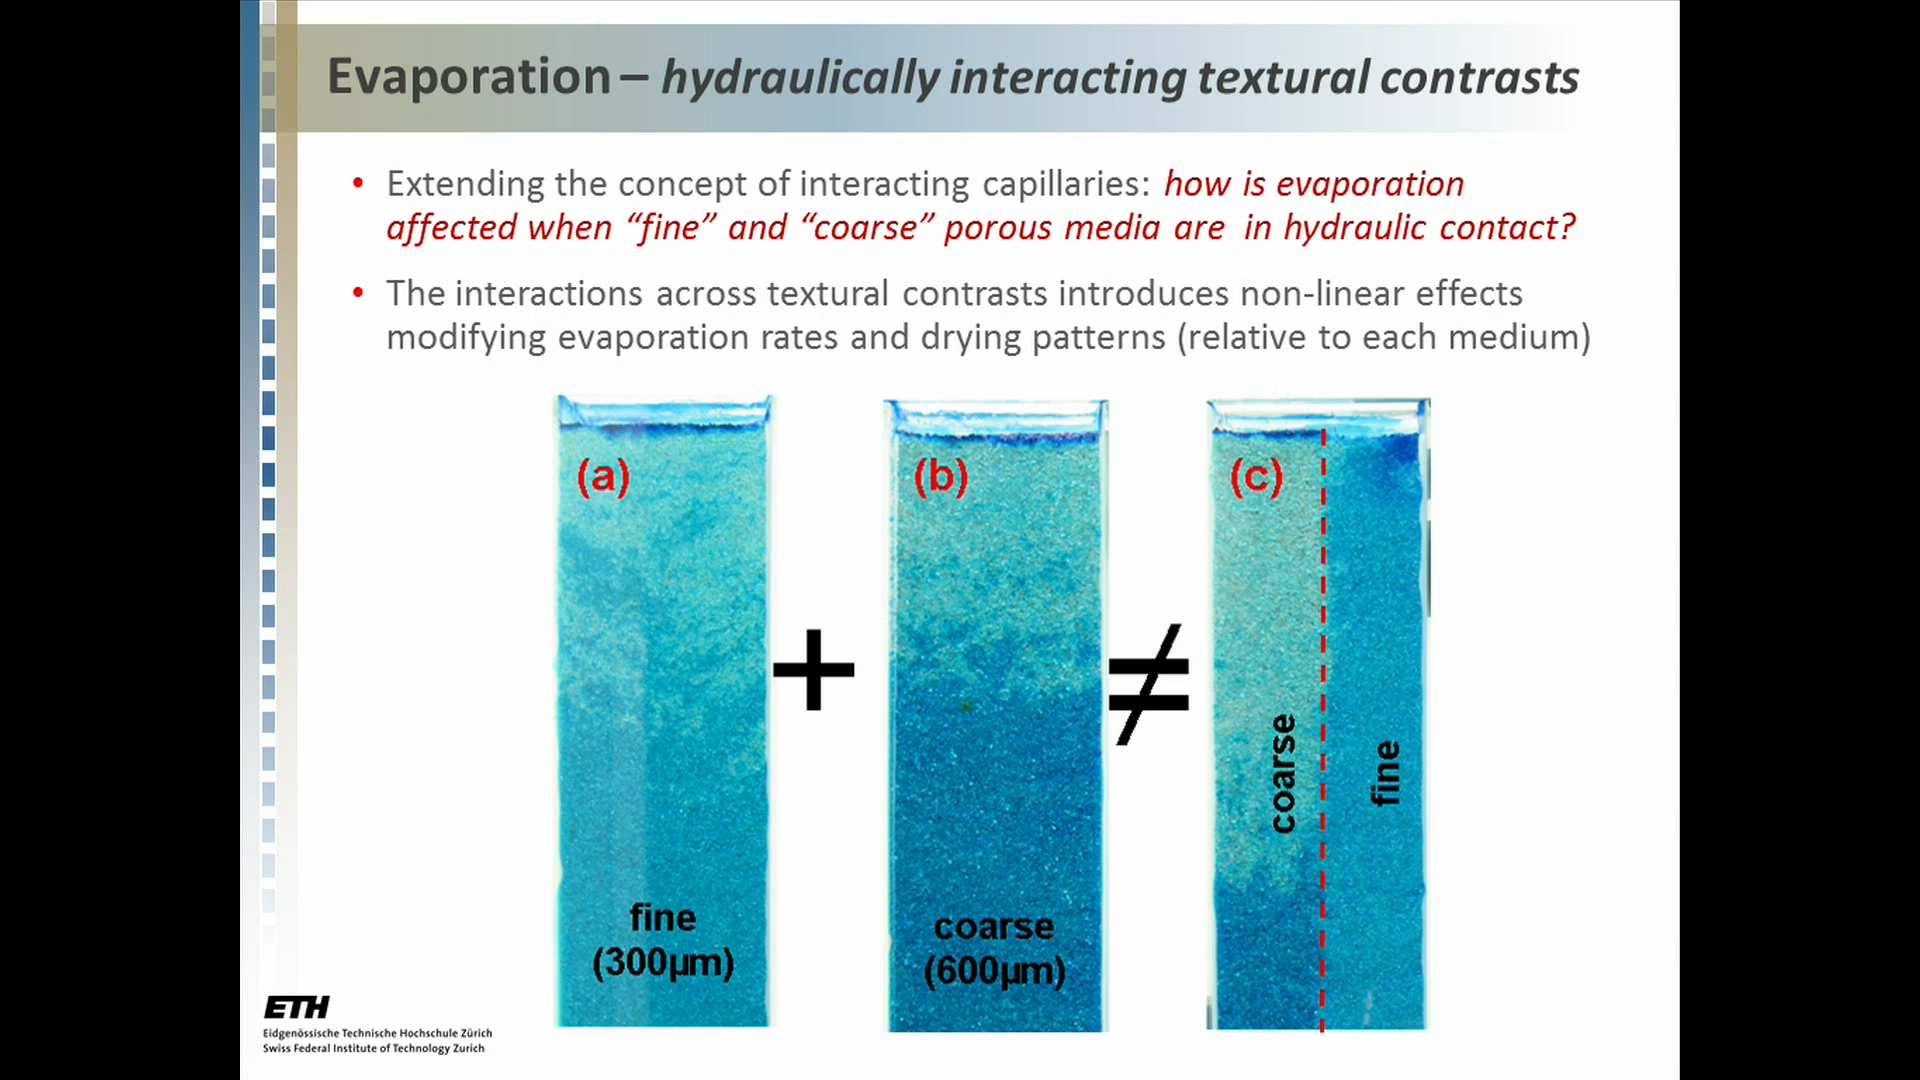 Evaporation – hydraulically interacting textural contrasts
• Extending the concept of interacting capillaries: how is evaporation
affected when “fine” and “coarse” porous media are in hydraulic contact?
• The interactions across textural contrasts introduces non-linear effects
modifying evaporation rates and drying patterns (relative to each medium)
(a)
fine
(300µm)
+
(b)
coarse
(600µm)
≠
(c)
coarse
fine
ETH
Eidgenössische Technische Hochschule Zürich
Swiss Federal Institute of Technology Zurich